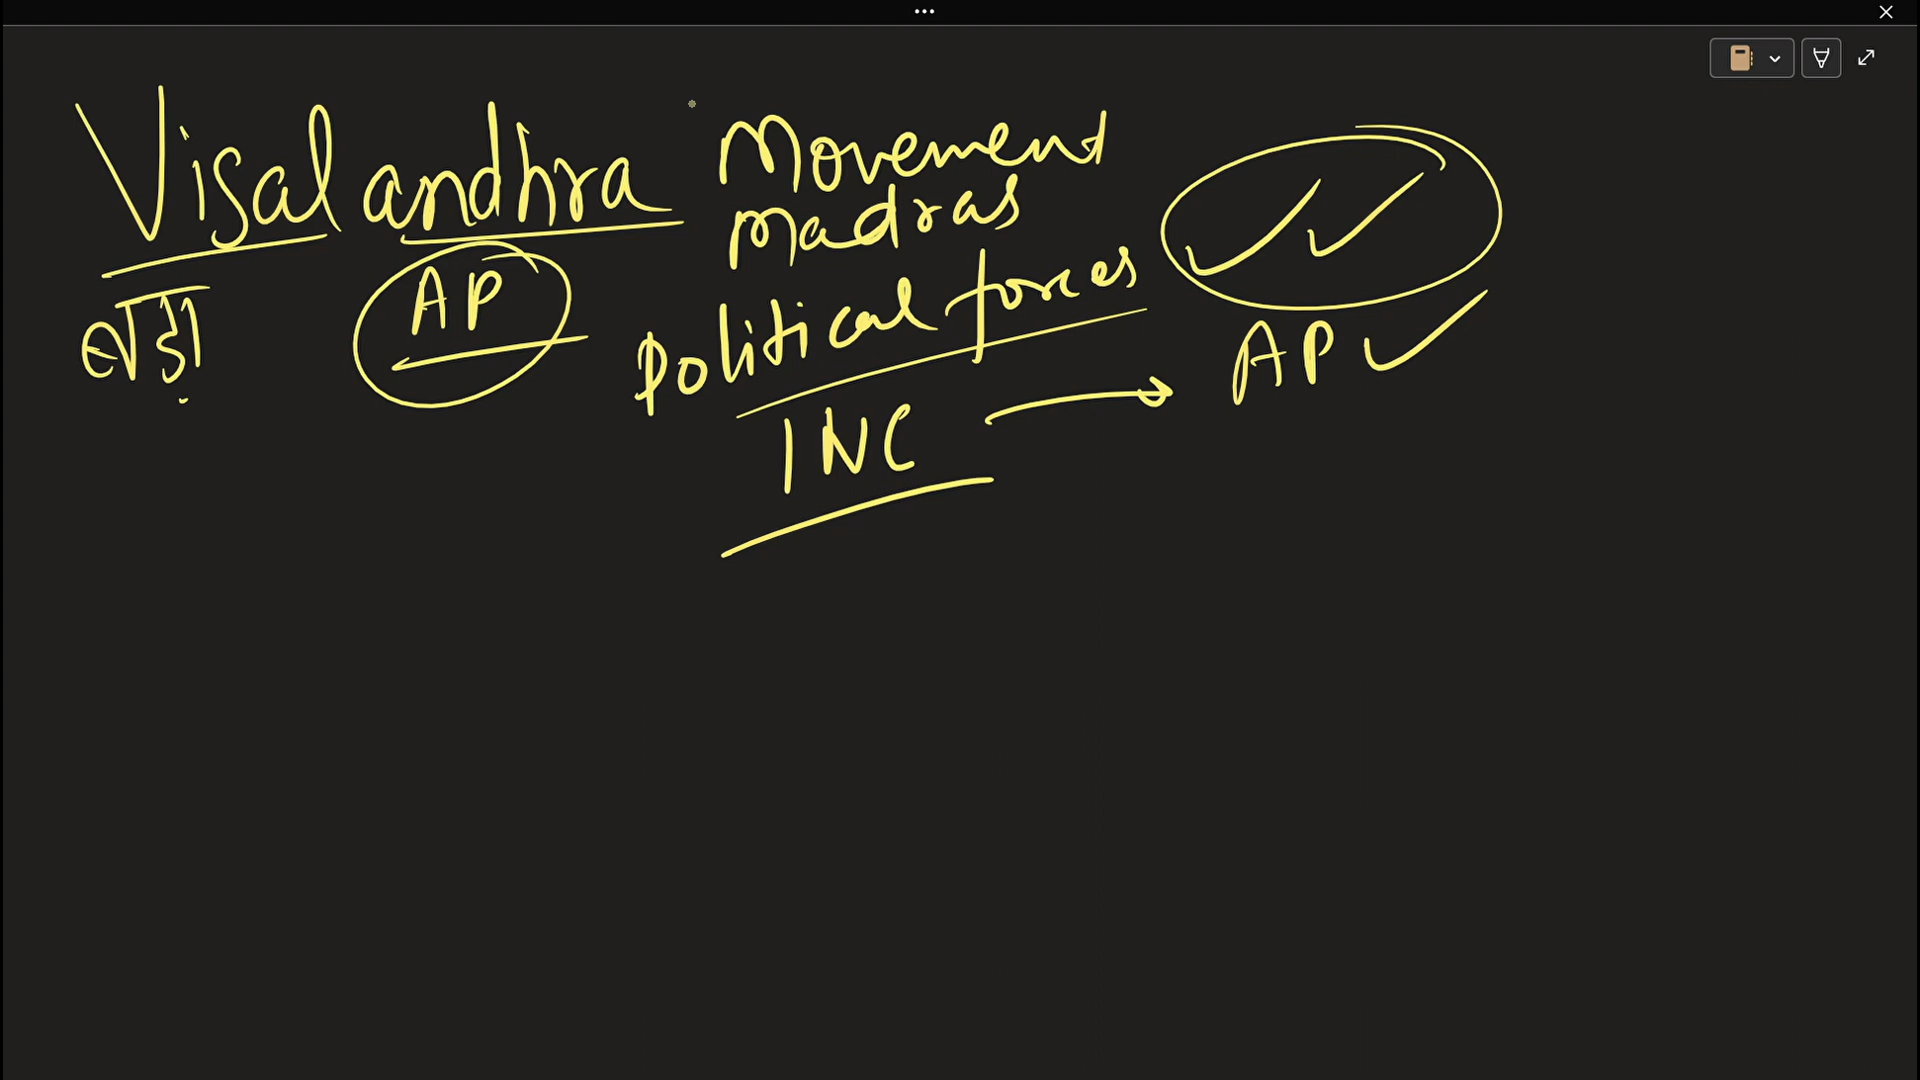 Visalandhra Movement
madras
बड़ा AP Political forces
INC → AP ✓